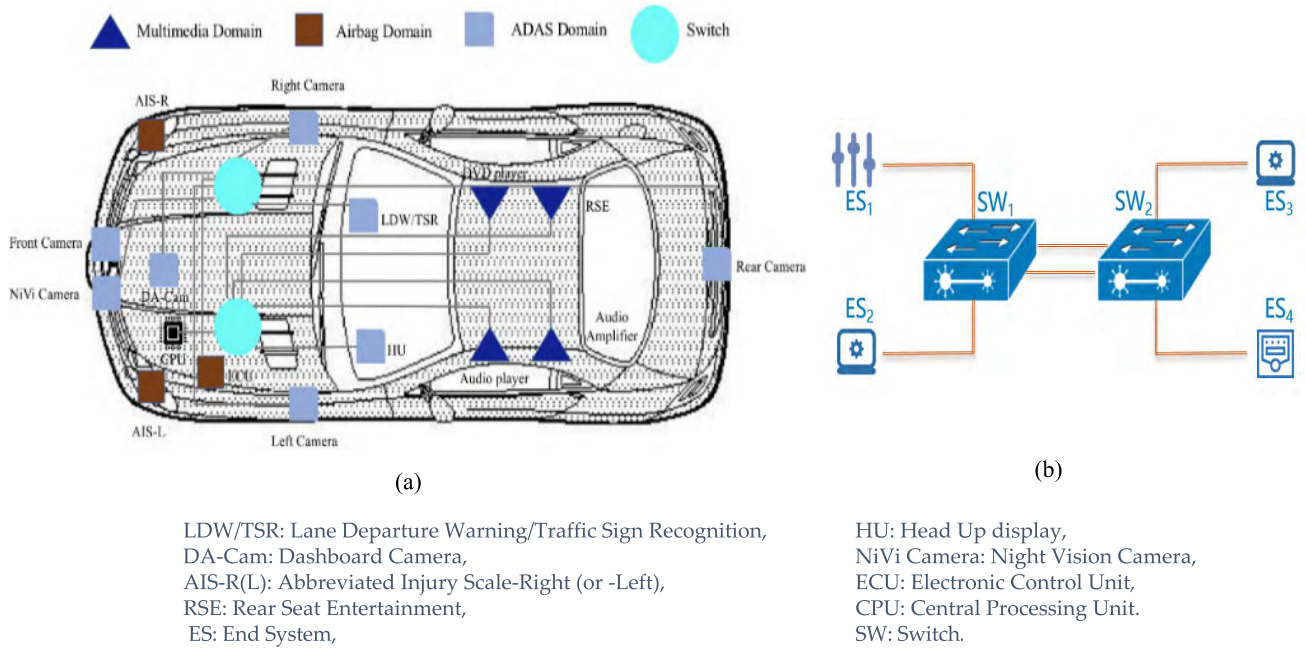 Multimedia Domain
Airbag Domain
ADAS Domain
Switch
Right Camera
AIS-R
DVD player
RSE
LDW/TSR
Front Camera
Rear Camera
NiVi Camera
DA-Cam
Audio
Amplifier
CPU
HU
ECU
Audio player
AIS-L
Left Camera
(a)
ES1
SW1
SW2
ES3
ES2
ES4
(b)
LDW/TSR: Lane Departure Warning/Traffic Sign Recognition,
DA-Cam: Dashboard Camera,
AIS-R(L): Abbreviated Injury Scale-Right (or -Left),
RSE: Rear Seat Entertainment,
ES: End System,
HU: Head Up display,
NiVi Camera: Night Vision Camera,
ECU: Electronic Control Unit,
CPU: Central Processing Unit.
SW: Switch.